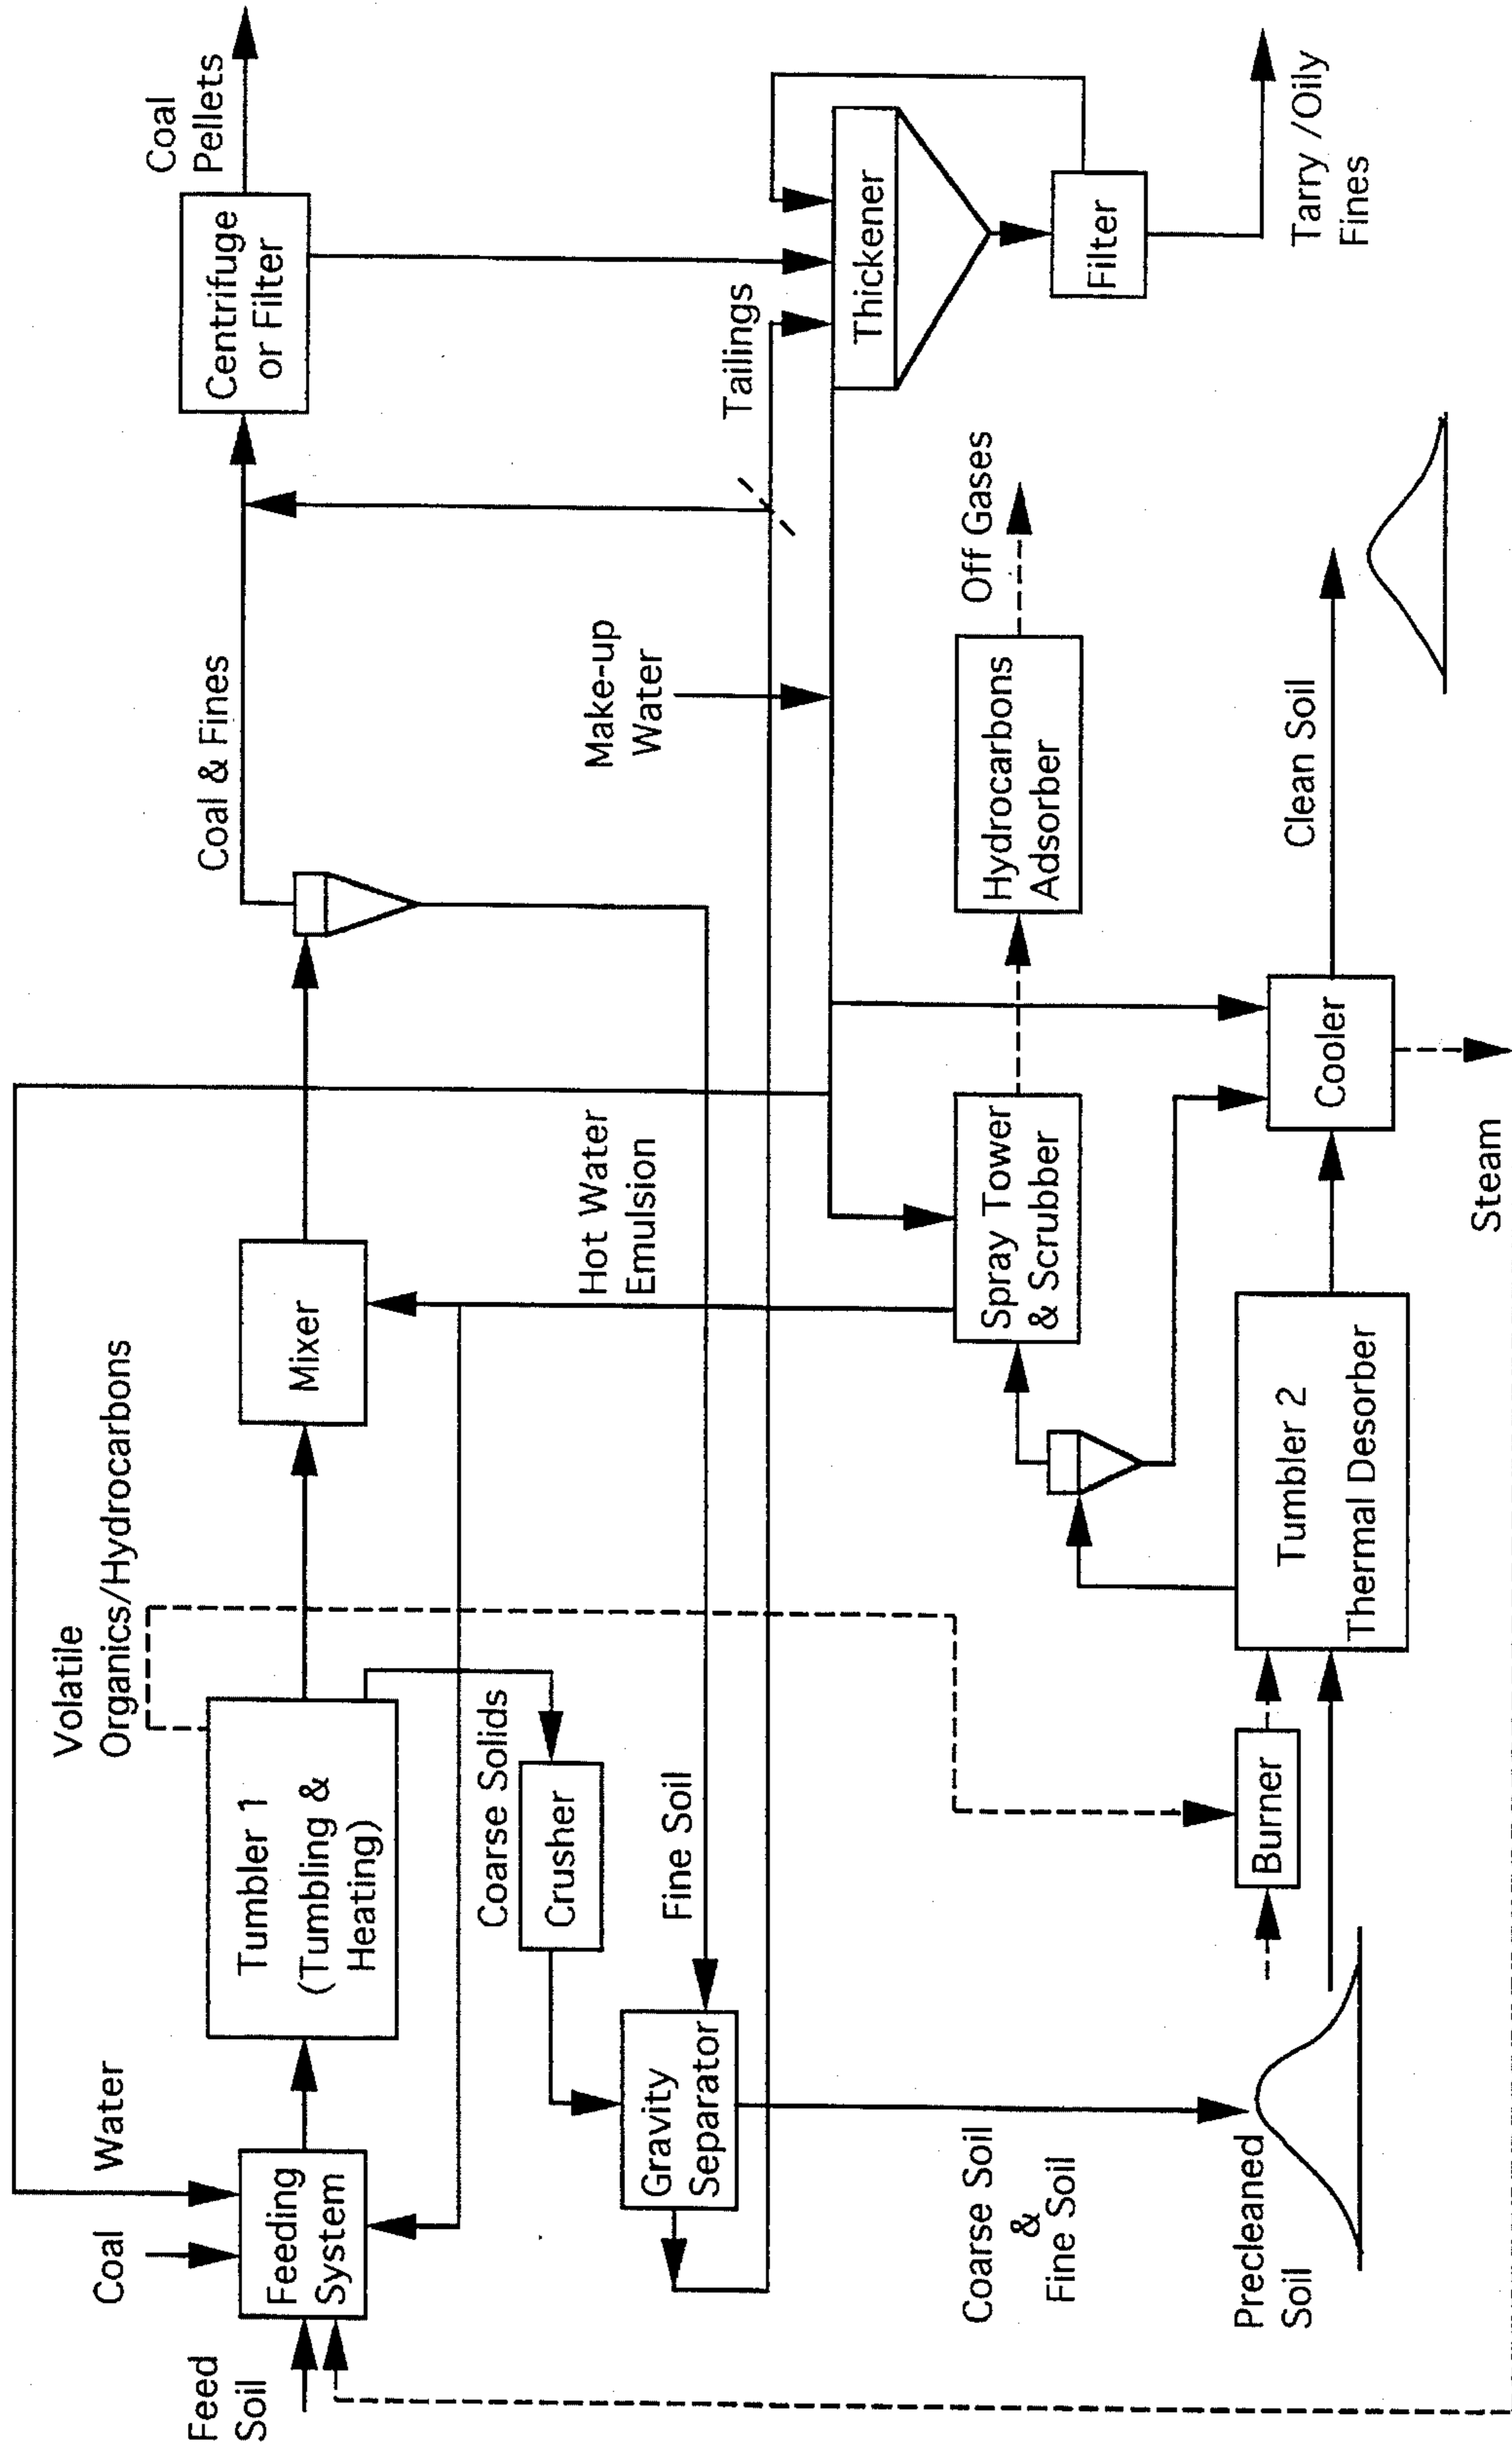 Feed
Soil
Coal
Water
Feeding
System
Tumbler 1
(Tumbling &
Heating)
Volatile
Organics/Hydrocarbons
Mixer
Coal & Fines
Centrifuge
or Filter
Coal
Pellets
Coarse Solids
Crusher
Gravity
Separator
Fine Soil
Hot Water
Emulsion
Make-up
Water
Tailings
Thickener
Filter
Tarry /Oily
Fines
Coarse Soil
&
Fine Soil
Precleaned
Soil
Burner
Tumbler 2
Thermal Desorber
Spray Tower
& Scrubber
Hydrocarbons
Adsorber
Off Gases
Cooler
Clean Soil
Steam